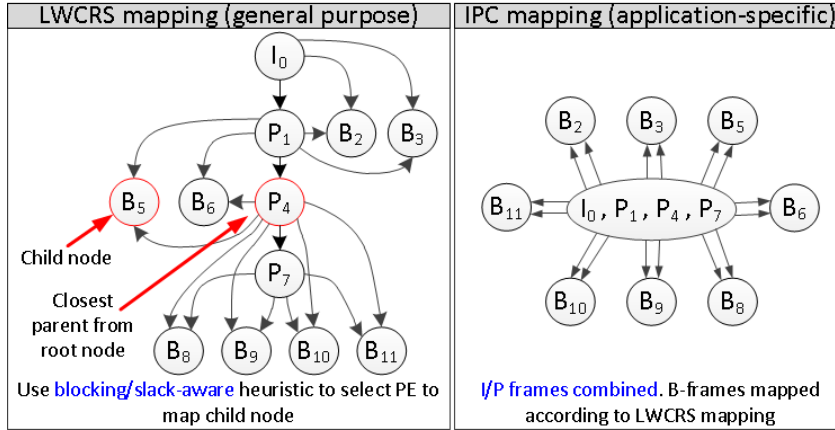 LWCRS mapping (general purpose)
I0
P1
B2
B3
B5
B6
P4
Child node
P7
Closest
parent from
root node
B8
B9
B10
B11
Use blocking/slack-aware heuristic to select PE to
map child node
IPC mapping (application-specific)
B2
B3
B5
B11
I0 , P1 , P4 , P7
B6
B10
B9
B8
I/P frames combined. B-frames mapped
according to LWCRS mapping